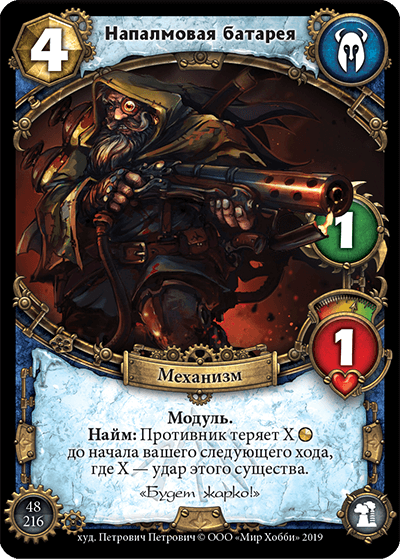 4
Напалмовая батарея
1
1
Механизм
Модуль.
Найм: Противник теряет X
до начала вашего следующего хода,
где X — удар этого существа.
«Будет жарко!»
48
216
худ. Петрович Петрович © ООО «Мир Хобби» 2019